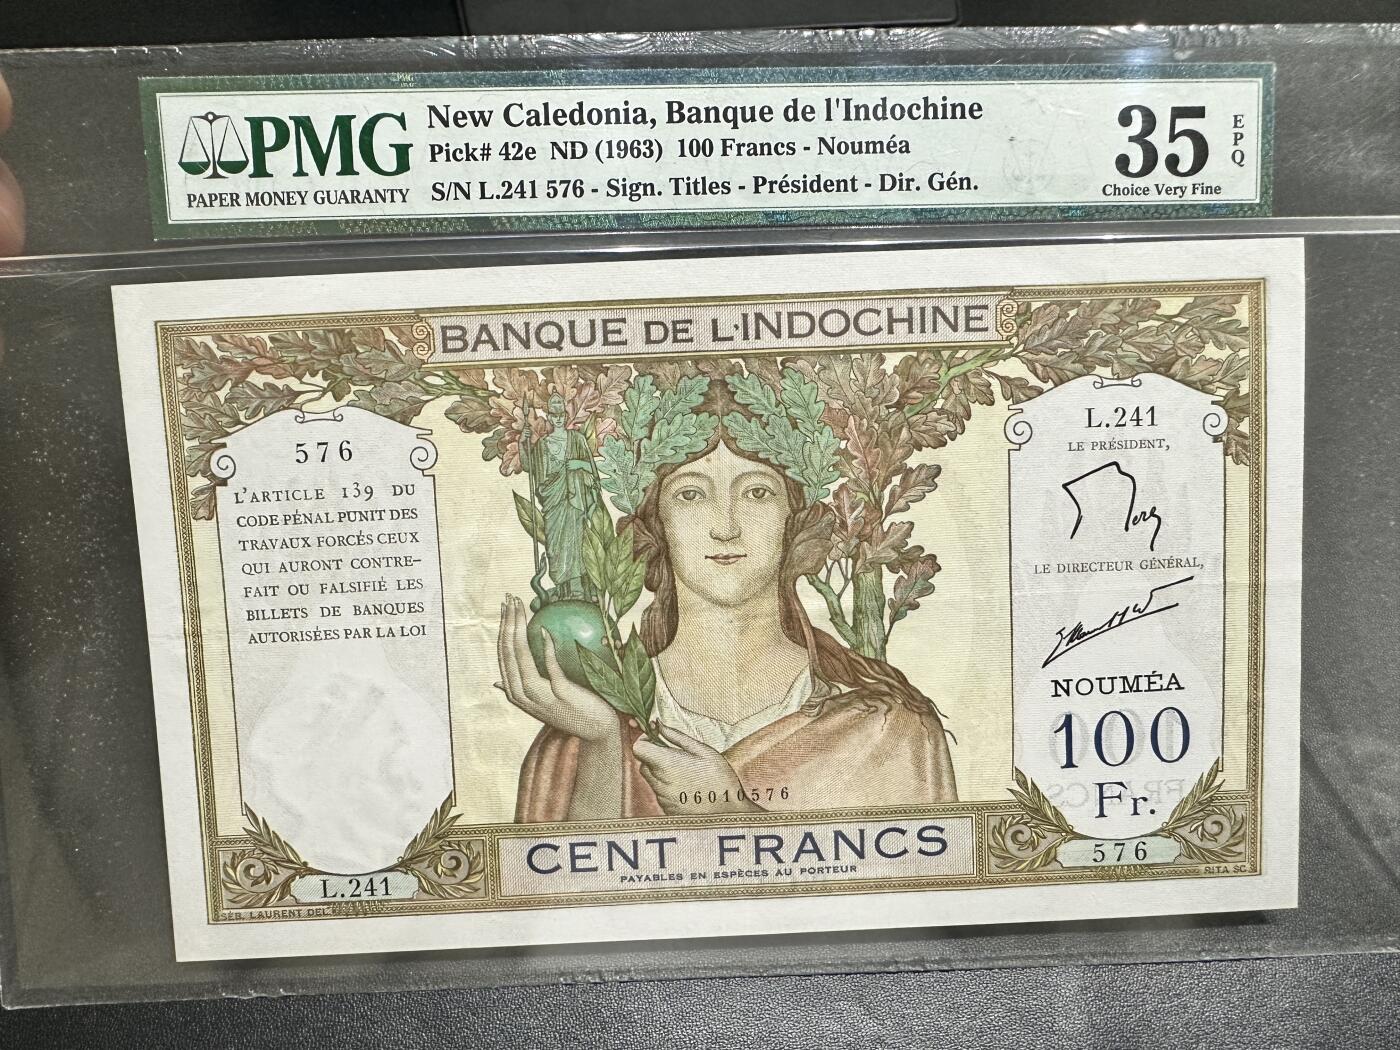 PMG
PAPER MONEY GUARANTY
New Caledonia, Banque de l'Indochine
Pick# 42e ND (1963) 100 Francs - Nouméa
S/N L.241 576 - Sign. Titles - Président - Dir. Gén.
35
EPQ
Choice Very Fine
BANQUE DE L'INDOCHINE
576
L'ARTICLE 139 DU
CODE PÉNAL PUNIT DES
TRAVAUX FORCÉS CEUX
QUI AURONT CONTRE-
FAIT OU FALSIFIÉ LES
BILLETS DE BANQUES
AUTORISÉES PAR LA LOI
L.241
SÉB. LAURENT DEL.
L.241
LE PRÉSIDENT,
LE DIRECTEUR GÉNÉRAL,
NOUMÉA
100
Fr.
576
RITA SC.
06010576
CENT FRANCS
PAYABLES EN ESPÈCES AU PORTEUR